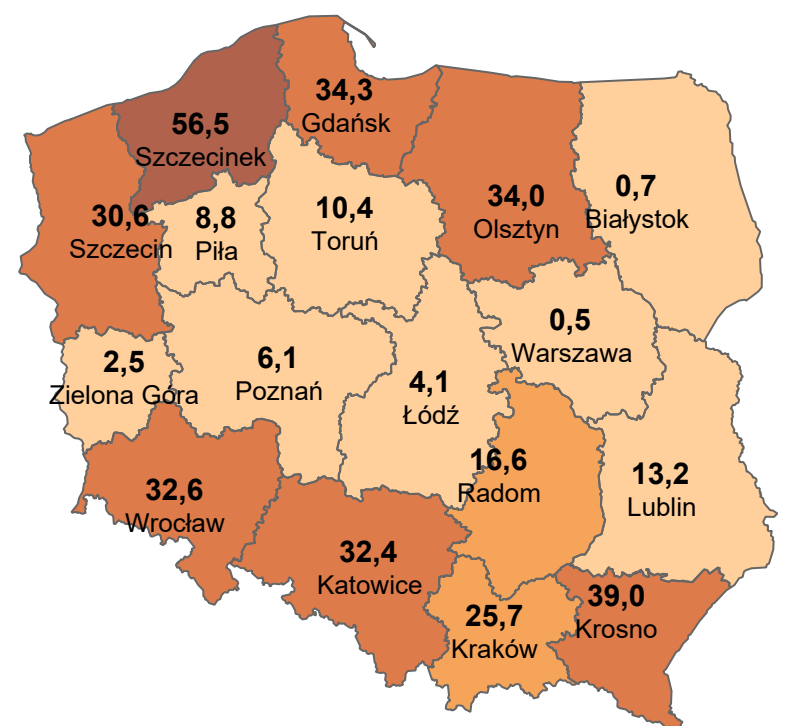 34,3
Gdańsk
56,5
Szczecinek
34,0
Olsztyn
0,7
Białystok
30,6
Szczecin
8,8
Piła
10,4
Toruń
0,5
Warszawa
2,5
Zielona Góra
6,1
Poznań
4,1
Łódź
16,6
Radom
13,2
Lublin
32,6
Wrocław
32,4
Katowice
25,7
Kraków
39,0
Krosno